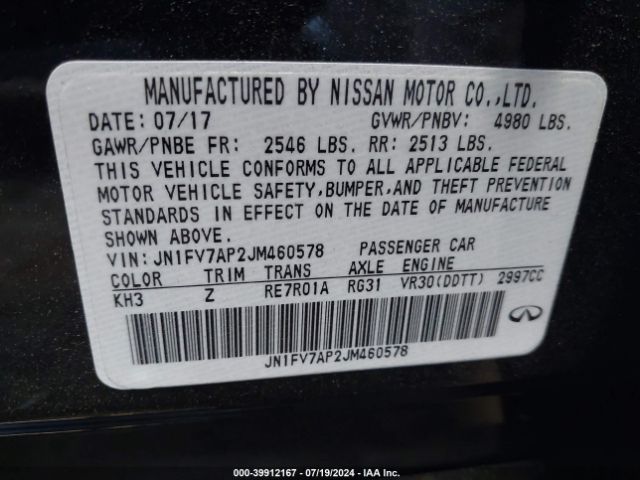 MANUFACTURED BY NISSAN MOTOR CO.,LTD.
DATE: 07/17 GVWR/PNBV: 4980 LBS.
GAWR/PNBE FR: 2546 LBS. RR: 2513 LBS.
THIS VEHICLE CONFORMS TO ALL APPLICABLE FEDERAL
MOTOR VEHICLE SAFETY,BUMPER,AND THEFT PREVENTION
STANDARDS IN EFFECT ON THE DATE OF MANUFACTURE
SHOWN ABOVE.
VIN: JN1FV7AP2JM460578 PASSENGER CAR
COLOR TRIM TRANS AXLE ENGINE
KH3 Z RE7R01A RG31 VR30(DDTT) 2997CC
JN1FV7AP2JM460578
000-39912167 - 07/19/2024 - IAA Inc.